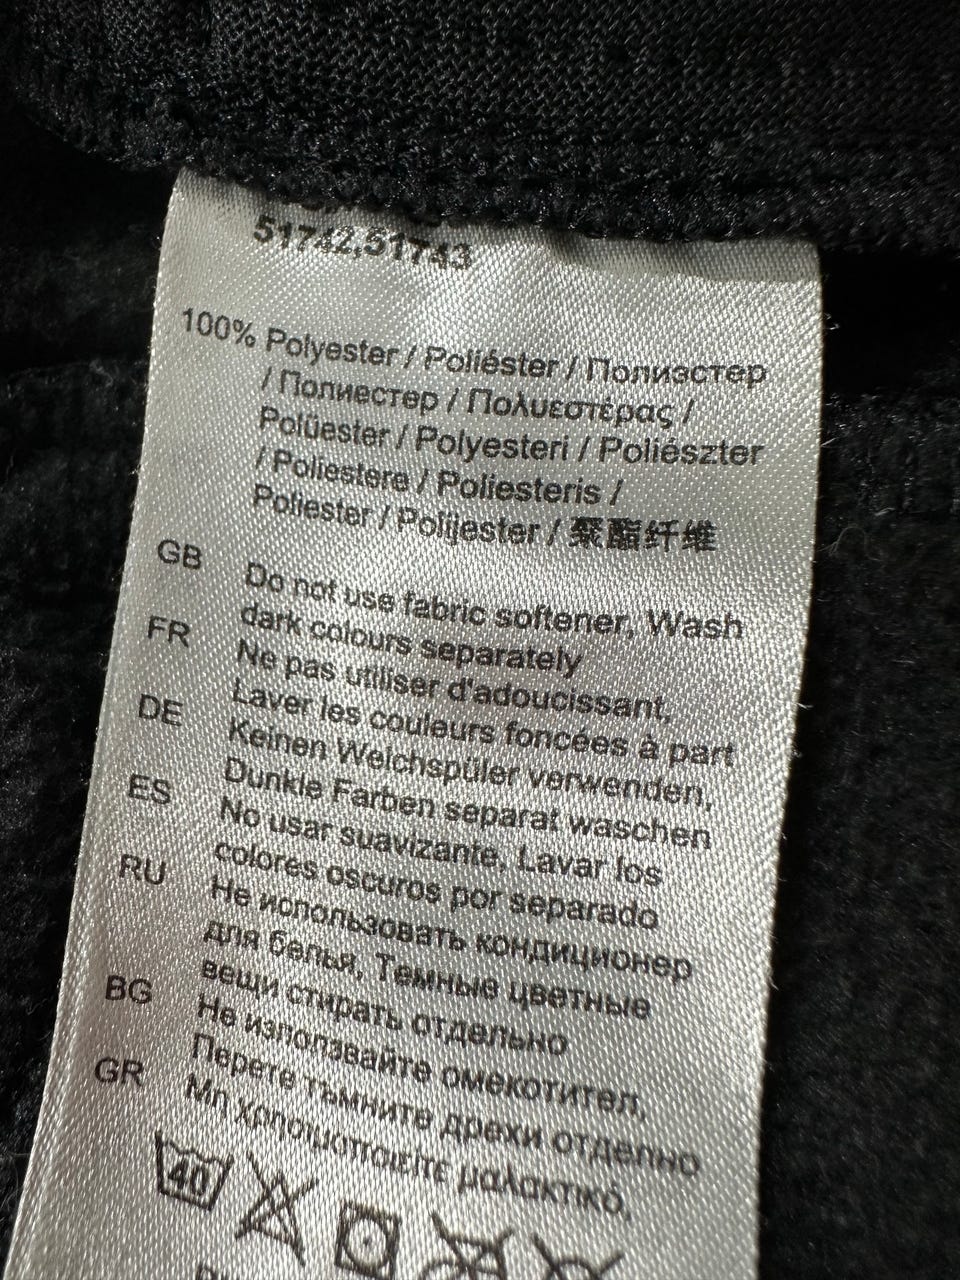 51742,51743
100% Polyester / Poliéster / Полиэстер
/ Полиестер / Πολυεστέρας /
Polüester / Polyesteri / Poliészter
/ Poliestere / Poliesteris /
Poliester / Polijester / 聚酯纤维
GB Do not use fabric softener, Wash
dark colours separately
FR Ne pas utiliser d'adoucissant,
Laver les couleurs foncées à part
DE Keinen Weichspüler verwenden,
Dunkle Farben separat waschen
ES No usar suavizante, Lavar los
colores oscuros por separado
RU Не использовать кондиционер
для белья, Темные цветные
вещи стирать отдельно
BG Не използвайте омекотител,
Перете тъмните дрехи отделно
GR Μη χρησιμοποιείτε μαλακτικό,
40